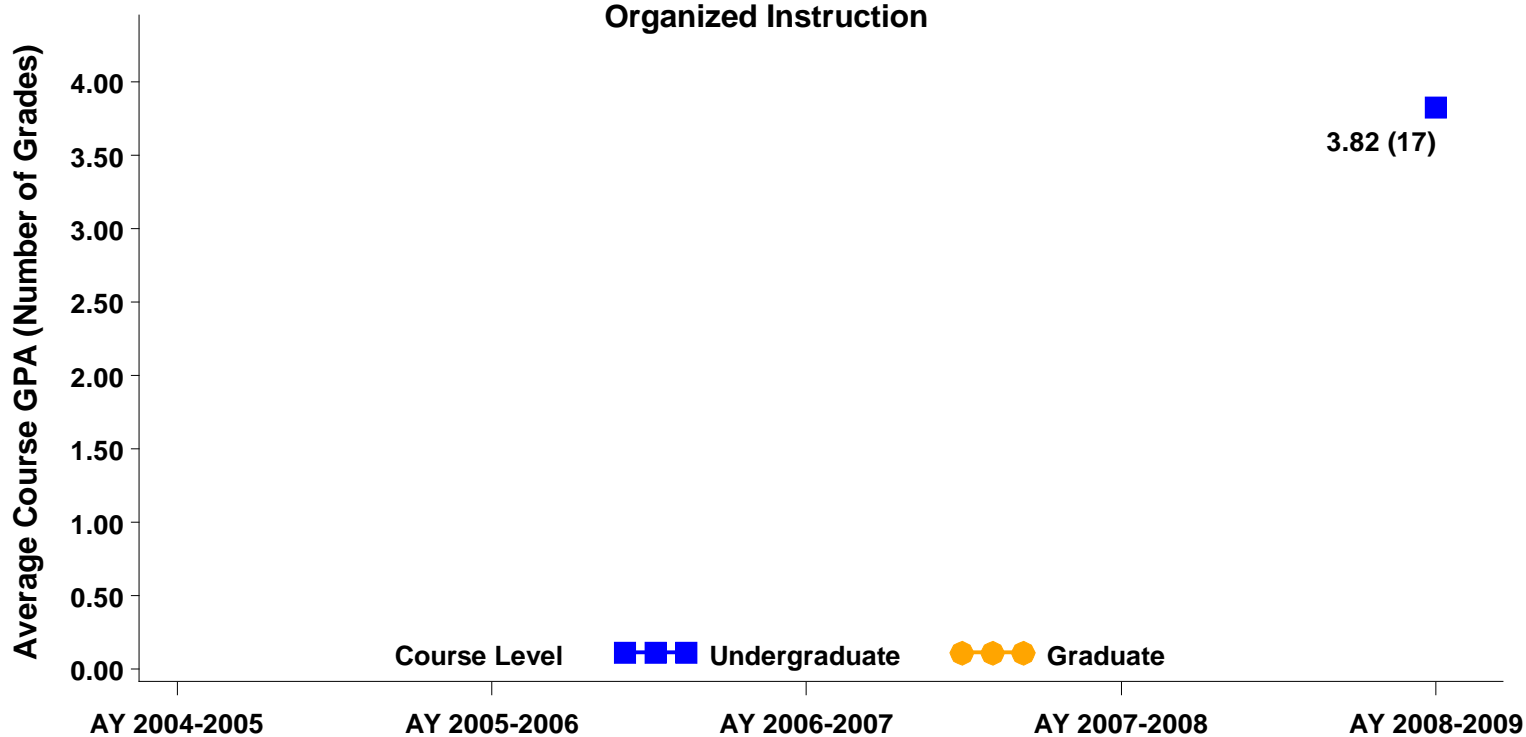 Organized Instruction
Average Course GPA (Number of Grades)
4.00
3.50
3.00
2.50
2.00
1.50
1.00
0.50
0.00
3.82 (17)
Course Level Undergraduate Graduate
AY 2004-2005 AY 2005-2006 AY 2006-2007 AY 2007-2008 AY 2008-2009